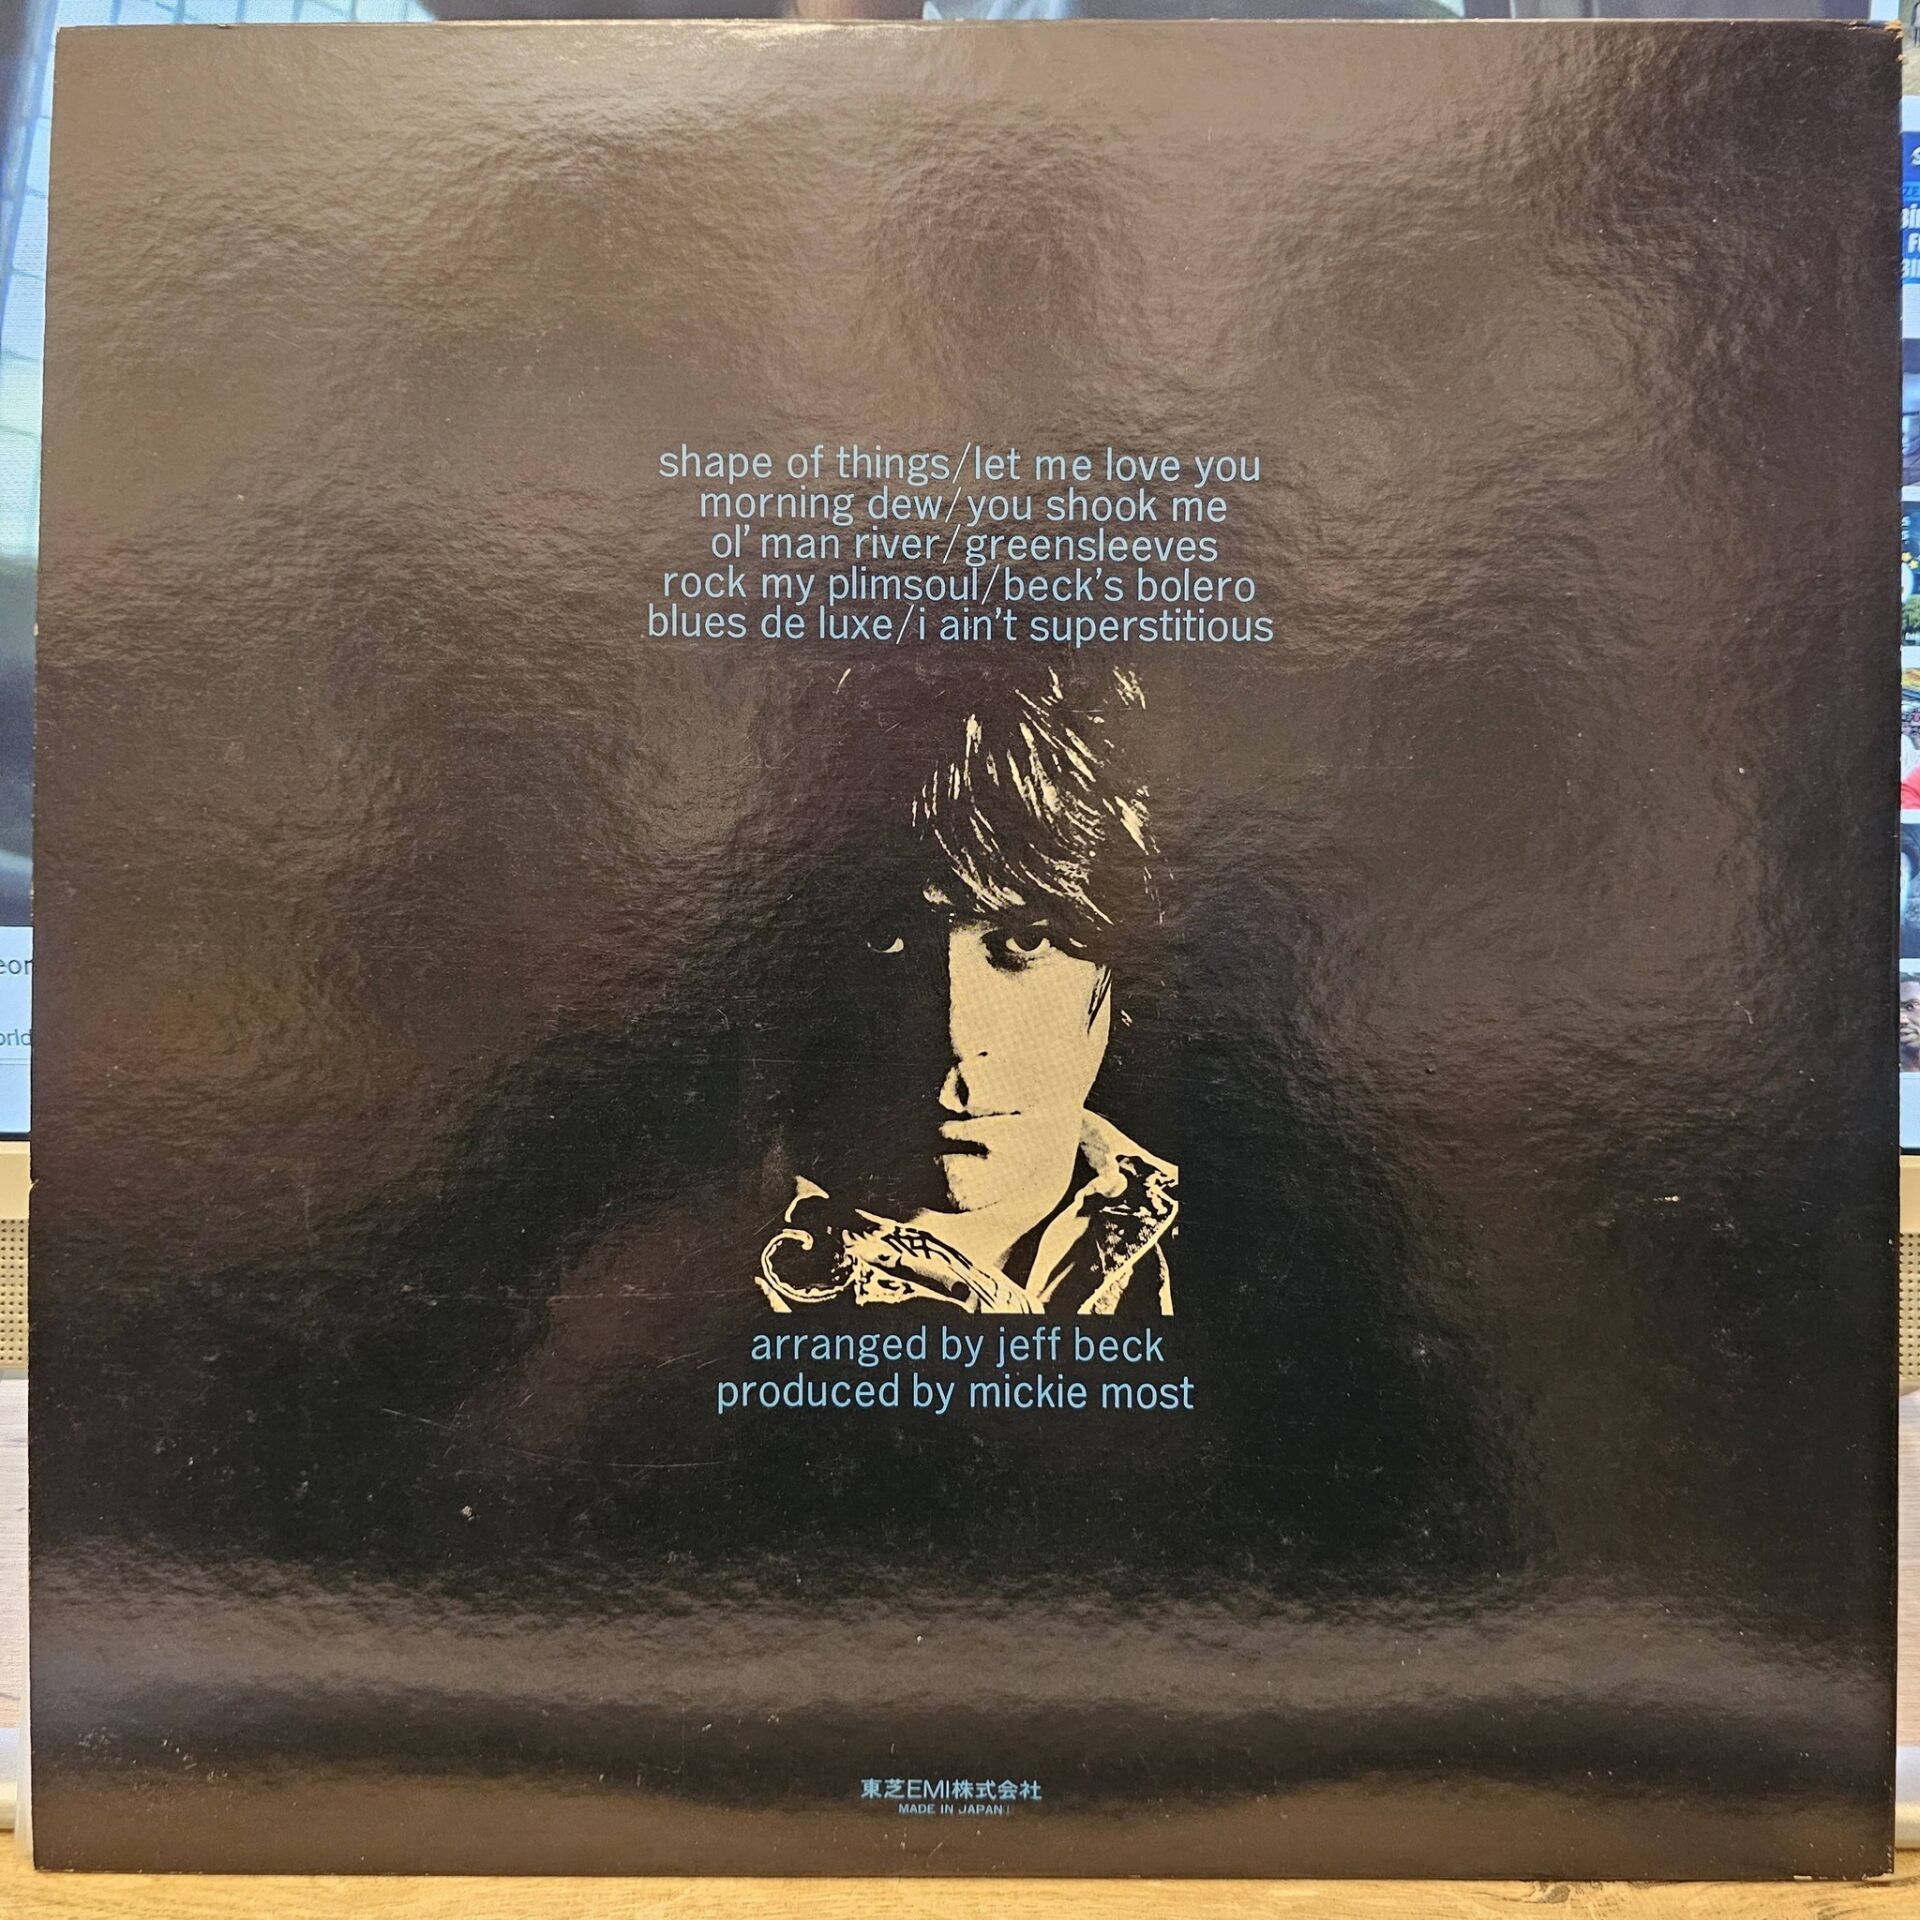 shape of things/let me love you
morning dew/you shook me
ol' man river/greensleeves
rock my plimsoul/beck's bolero
blues de luxe/i ain't superstitious
arranged by jeff beck
produced by mickie most
東芝EMI株式会社
MADE IN JAPAN